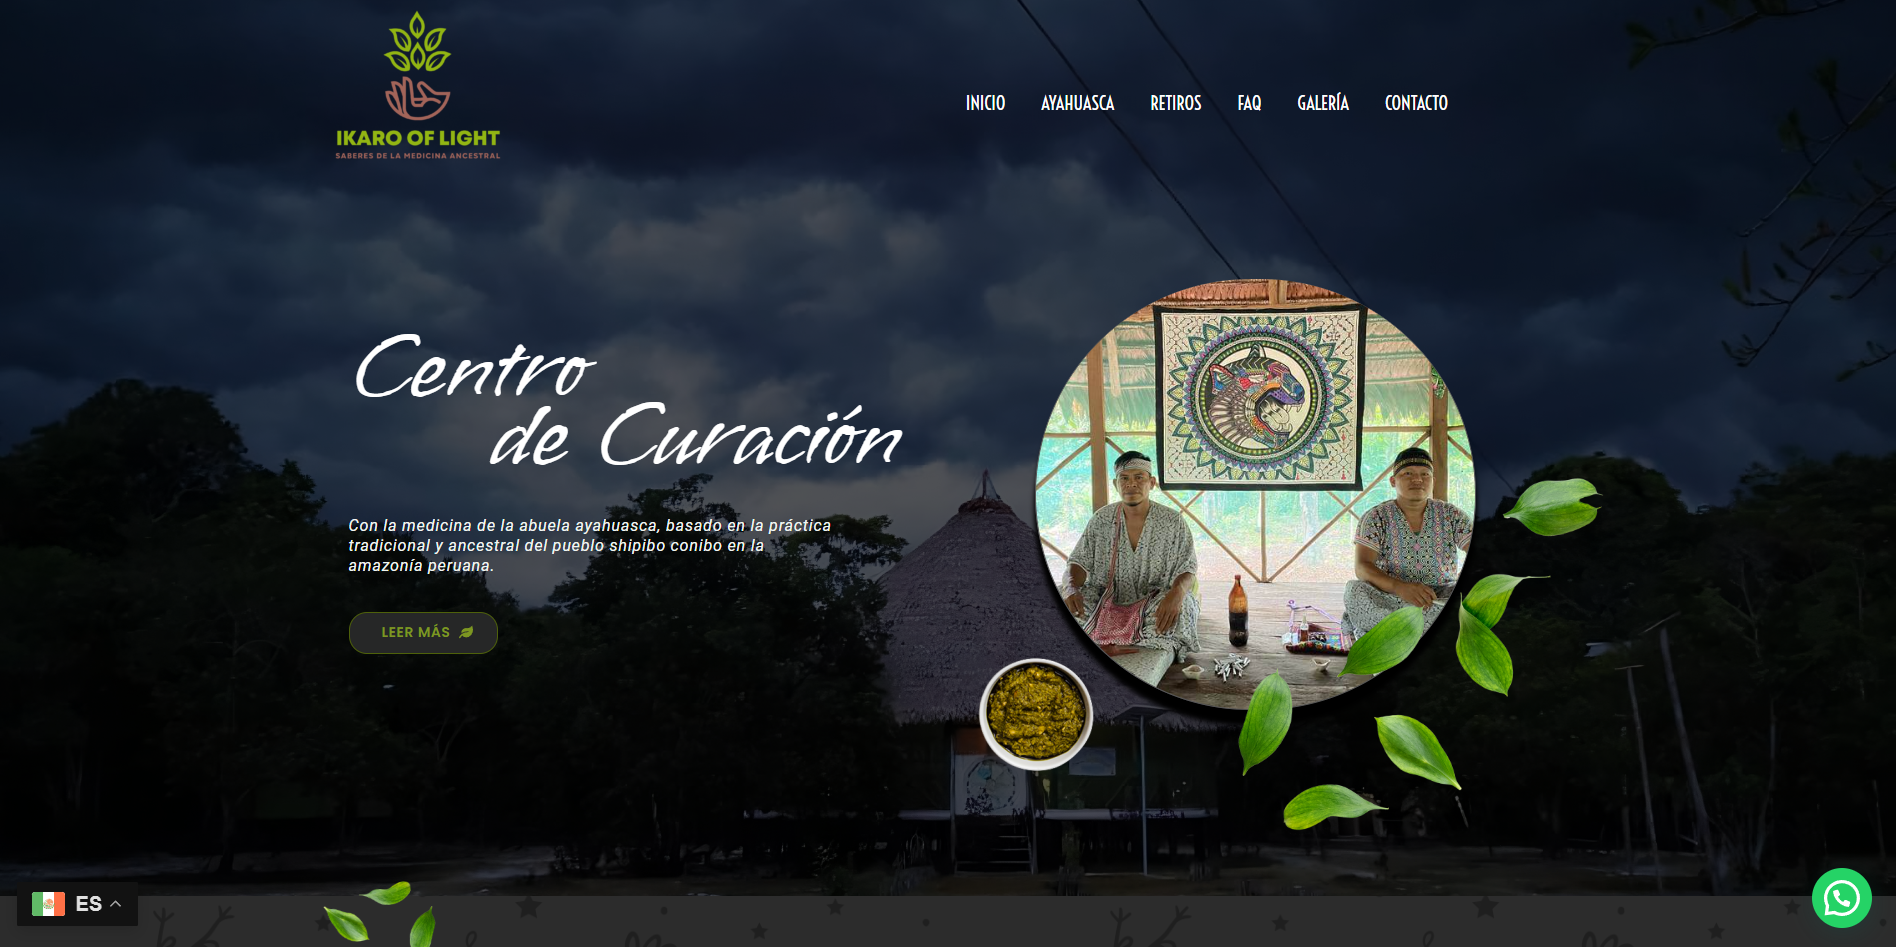 IKARO OF LIGHT
SABERES DE LA MEDICINA ANCESTRAL
INICIO
AYAHUASCA
RETIROS
FAQ
GALERÍA
CONTACTO
Centro
de Curación
Con la medicina de la abuela ayahuasca, basado en la práctica
tradicional y ancestral del pueblo shipibo conibo en la
amazonía peruana.
LEER MÁS
ES